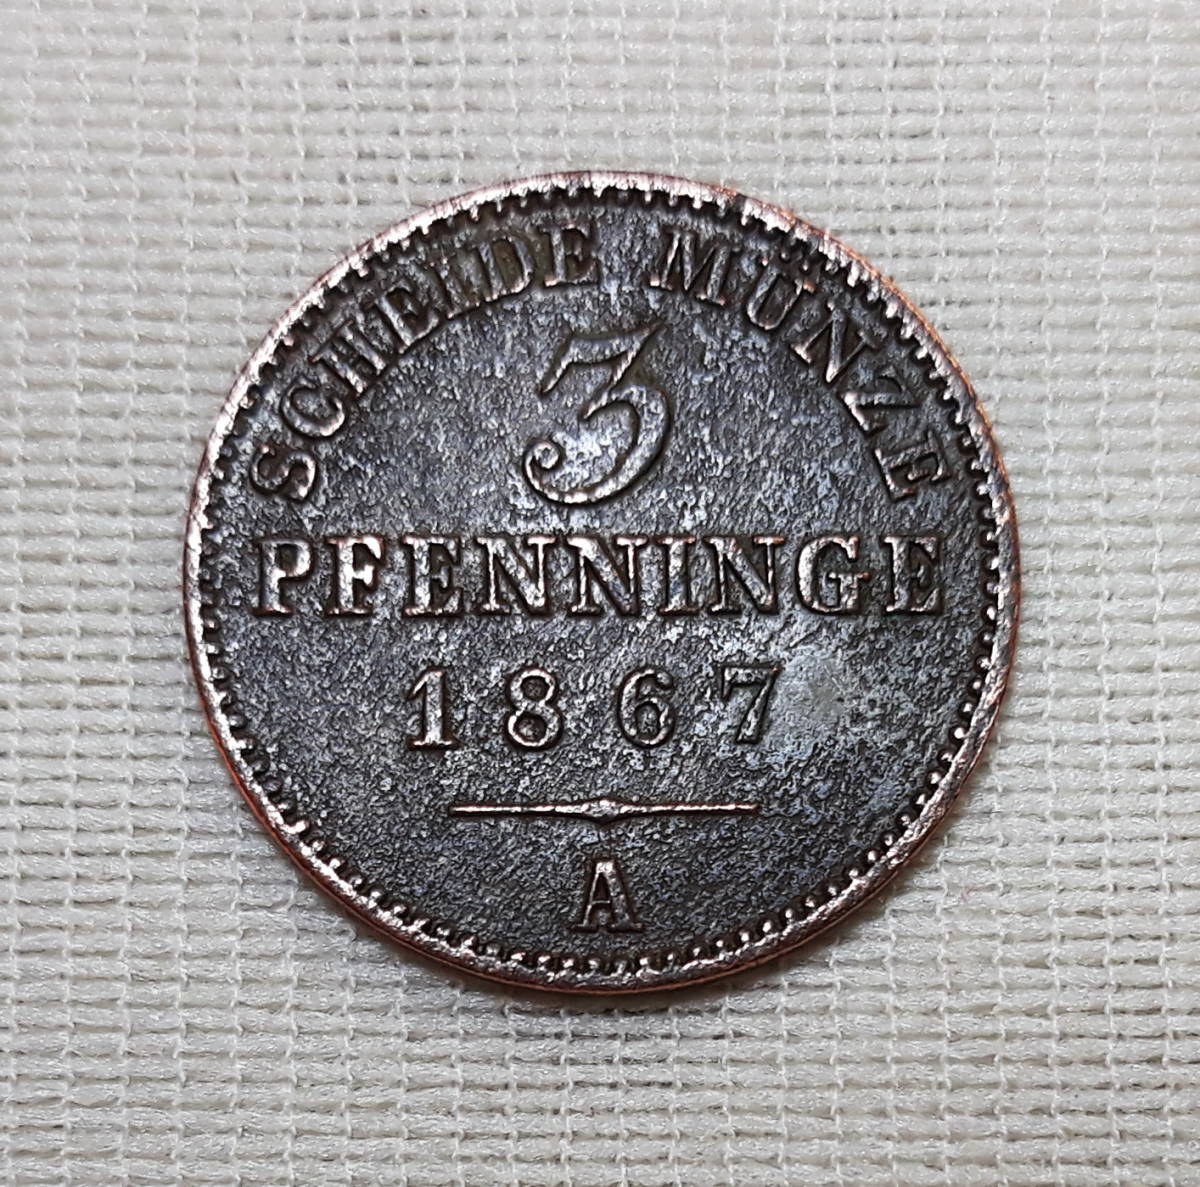 SCHEIDE MÜNZE
3
PFENNINGE
1867
A